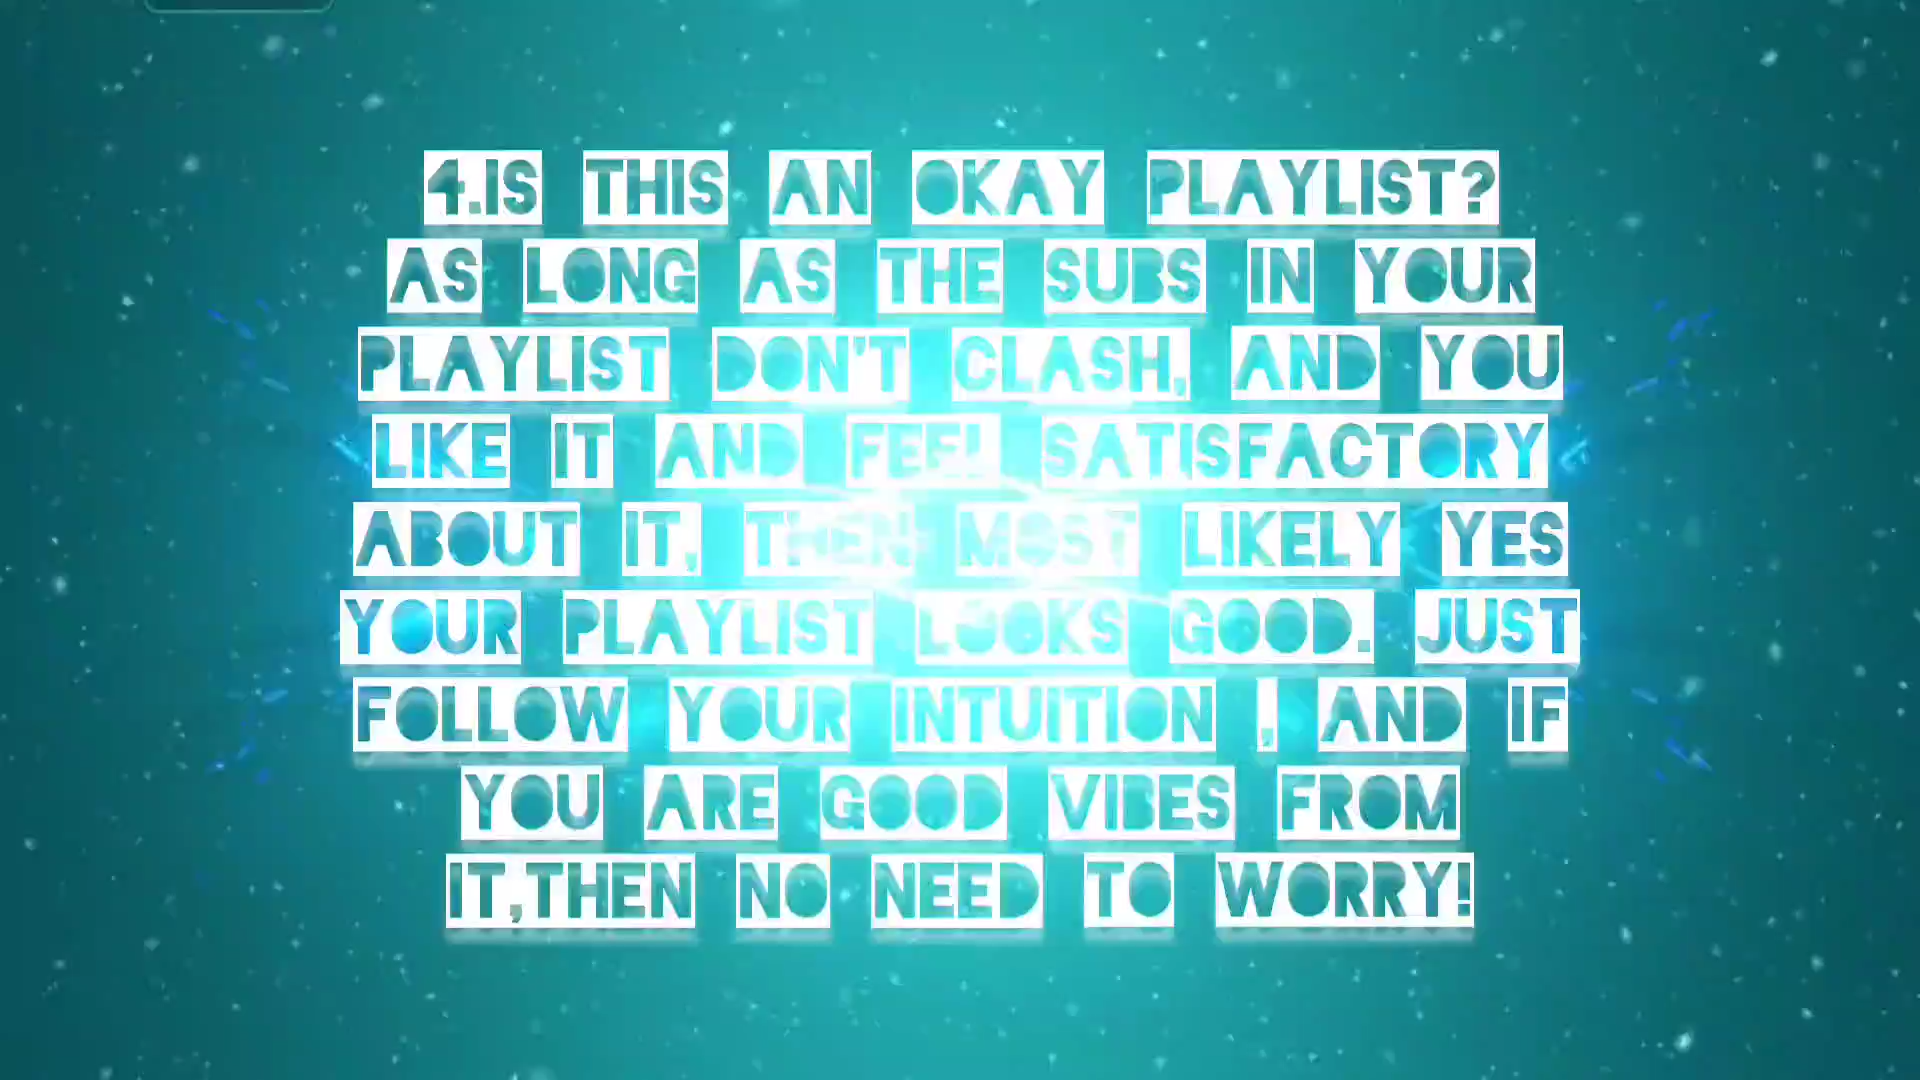 4.IS THIS AN OKAY PLAYLIST?
AS LONG AS THE SUBS IN YOUR
PLAYLIST DON'T CLASH, AND YOU
LIKE IT AND FEEL SATISFACTORY
ABOUT IT, THEN MOST LIKELY YES
YOUR PLAYLIST LOOKS GOOD. JUST
FOLLOW YOUR INTUITION , AND IF
YOU ARE GOOD VIBES FROM
IT,THEN NO NEED TO WORRY!